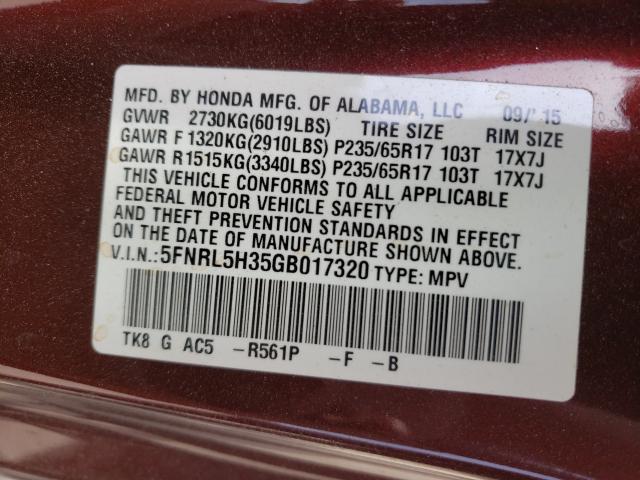 MFD. BY HONDA MFG. OF ALABAMA, LLC 09/'15
GVWR 2730KG(6019LBS) TIRE SIZE RIM SIZE
GAWR F 1320KG(2910LBS) P235/65R17 103T 17X7J
GAWR R1515KG(3340LBS) P235/65R17 103T 17X7J
THIS VEHICLE CONFORMS TO ALL APPLICABLE
FEDERAL MOTOR VEHICLE SAFETY
AND THEFT PREVENTION STANDARDS IN EFFECT
ON THE DATE OF MANUFACTURE SHOWN ABOVE.
V.I.N.:5FNRL5H35GB017320 TYPE: MPV
TK8 G AC5 -R561P -F -B